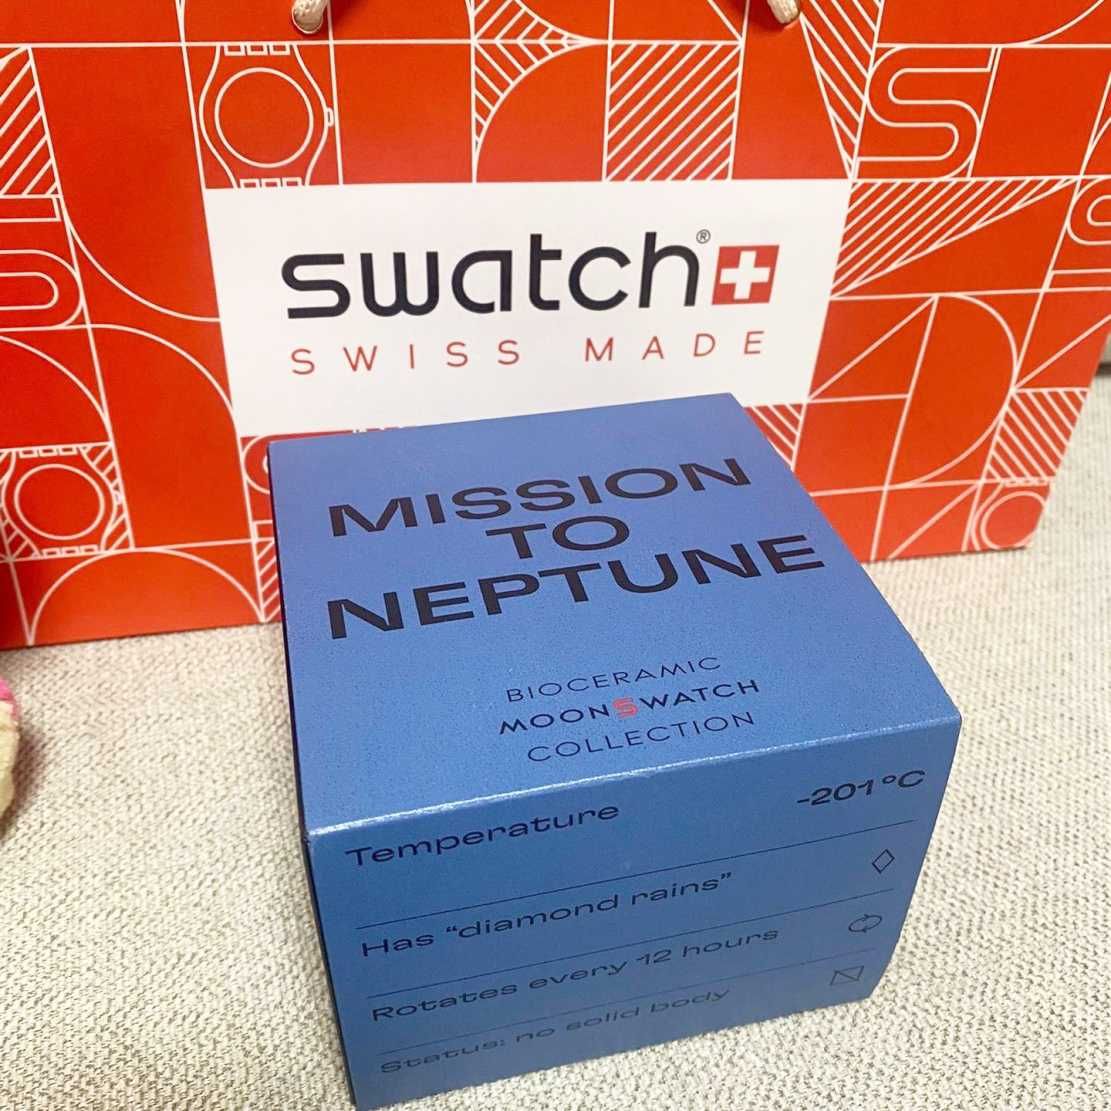 swatch®
SWISS MADE
MISSION
TO
NEPTUNE
BIOCERAMIC
MOONSWATCH
COLLECTION
Temperature -201°C
Has “diamond rains”
Rotates every 12 hours
Status: no solid body